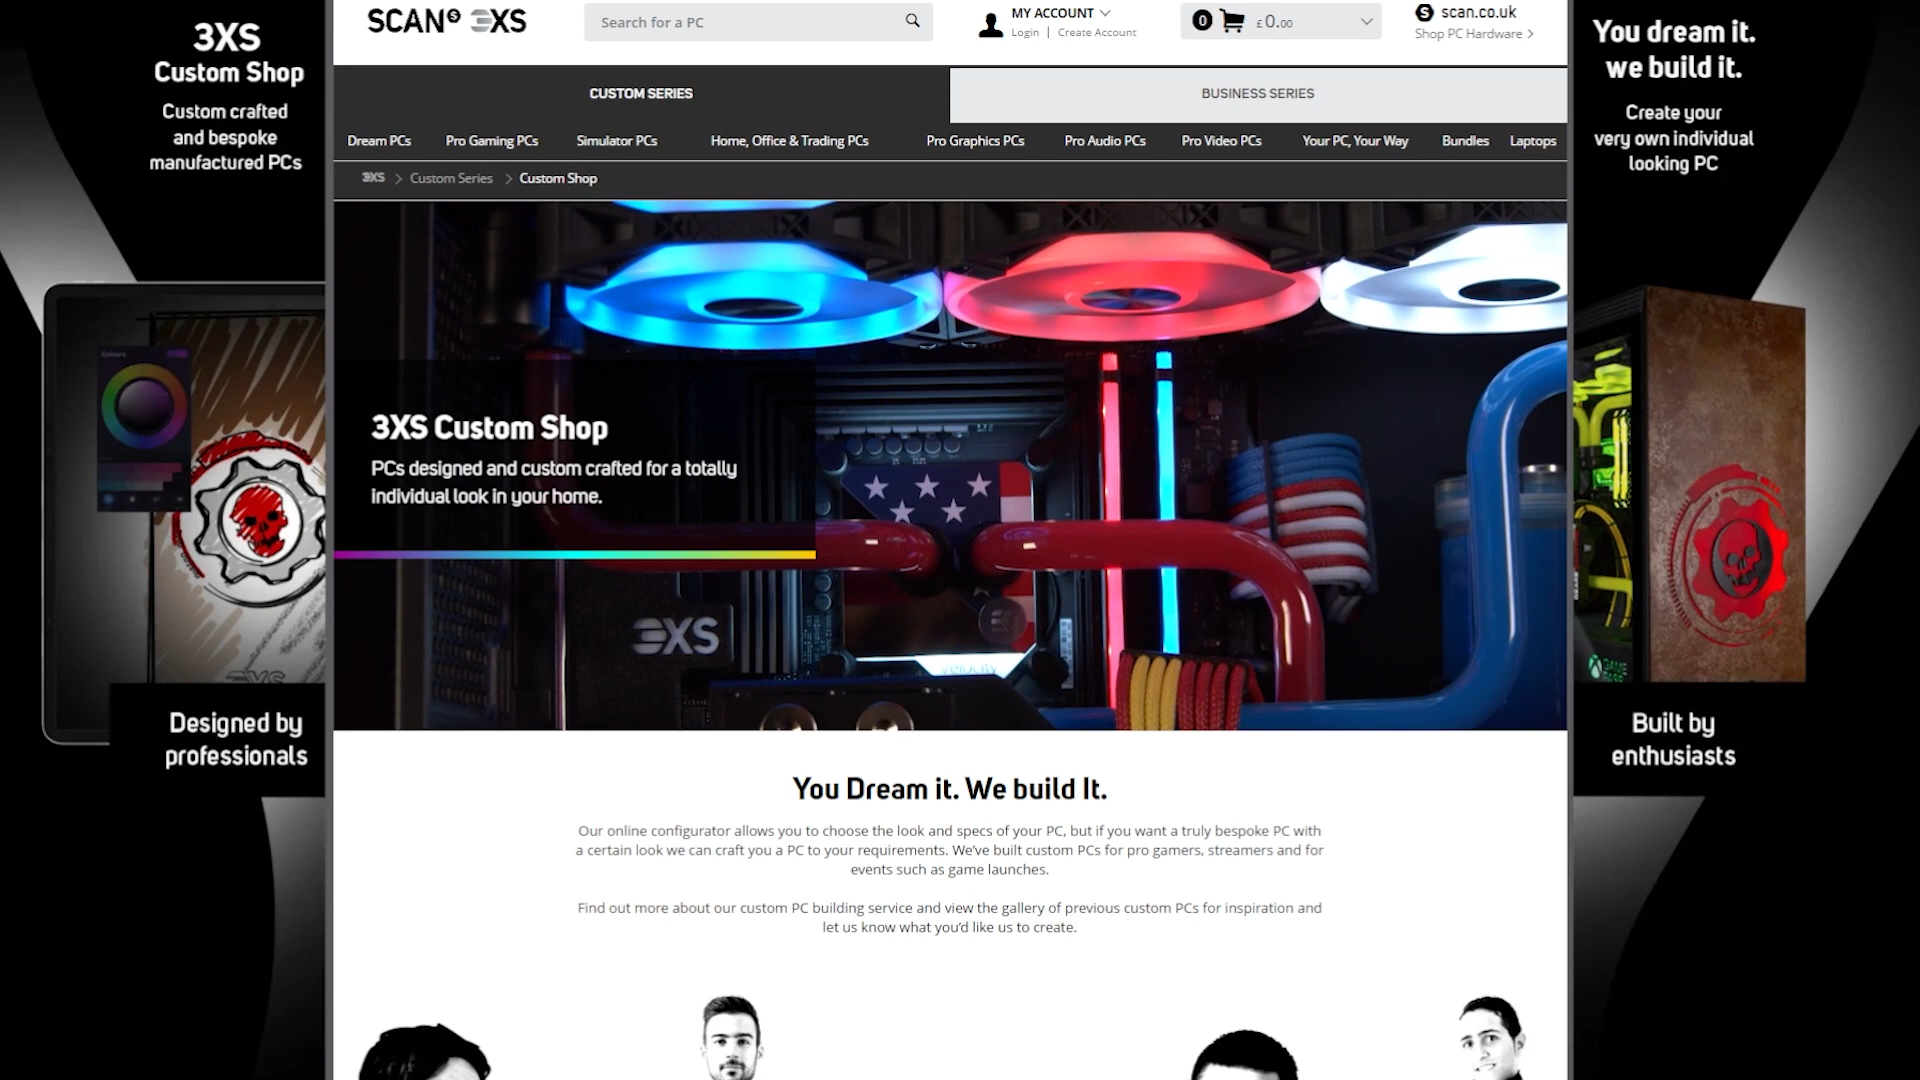 3XS
Custom Shop
Custom crafted
and bespoke
manufactured PCs
Colours
Designed by
professionals
SCAN S 3XS
Search for a PC
MY ACCOUNT
Login | Create Account
0
£0.00
S scan.co.uk
Shop PC Hardware
CUSTOM SERIES
BUSINESS SERIES
Dream PCs
Pro Gaming PCs
Simulator PCs
Home, Office & Trading PCs
Pro Graphics PCs
Pro Audio PCs
Pro Video PCs
Your PC, Your Way
Bundles
Laptops
3XS > Custom Series > Custom Shop
3XS Custom Shop
PCs designed and custom crafted for a totally
individual look in your home.
3XS
velocity
You Dream it. We build It.
Our online configurator allows you to choose the look and specs of your PC, but if you want a truly bespoke PC with
a certain look we can craft you a PC to your requirements. We've built custom PCs for pro gamers, streamers and for
events such as game launches.
Find out more about our custom PC building service and view the gallery of previous custom PCs for inspiration and
let us know what you'd like us to create.
You dream it.
we build it.
Create your
very own individual
looking PC
Built by
enthusiasts